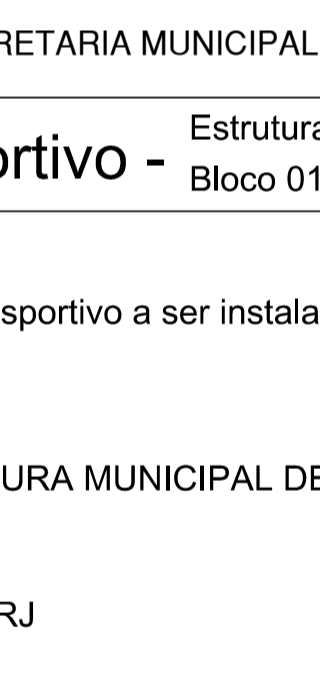 RETARIA MUNICIPAL
ortivo -
Estrutura
Bloco 01
sportivo a ser instala
URA MUNICIPAL DE
RJ